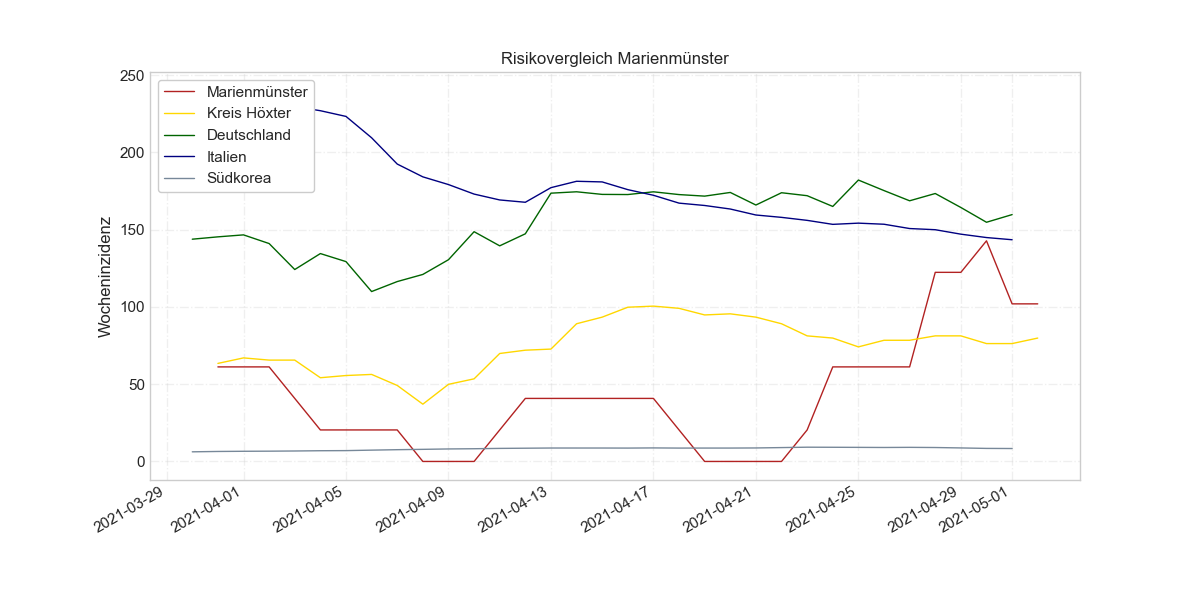 Risikovergleich Marienmünster
Marienmünster
Kreis Höxter
Deutschland
Italien
Südkorea
Wocheninzidenz
250
200
150
100
50
0
2021-03-29
2021-04-01
2021-04-05
2021-04-09
2021-04-13
2021-04-17
2021-04-21
2021-04-25
2021-04-29
2021-05-01